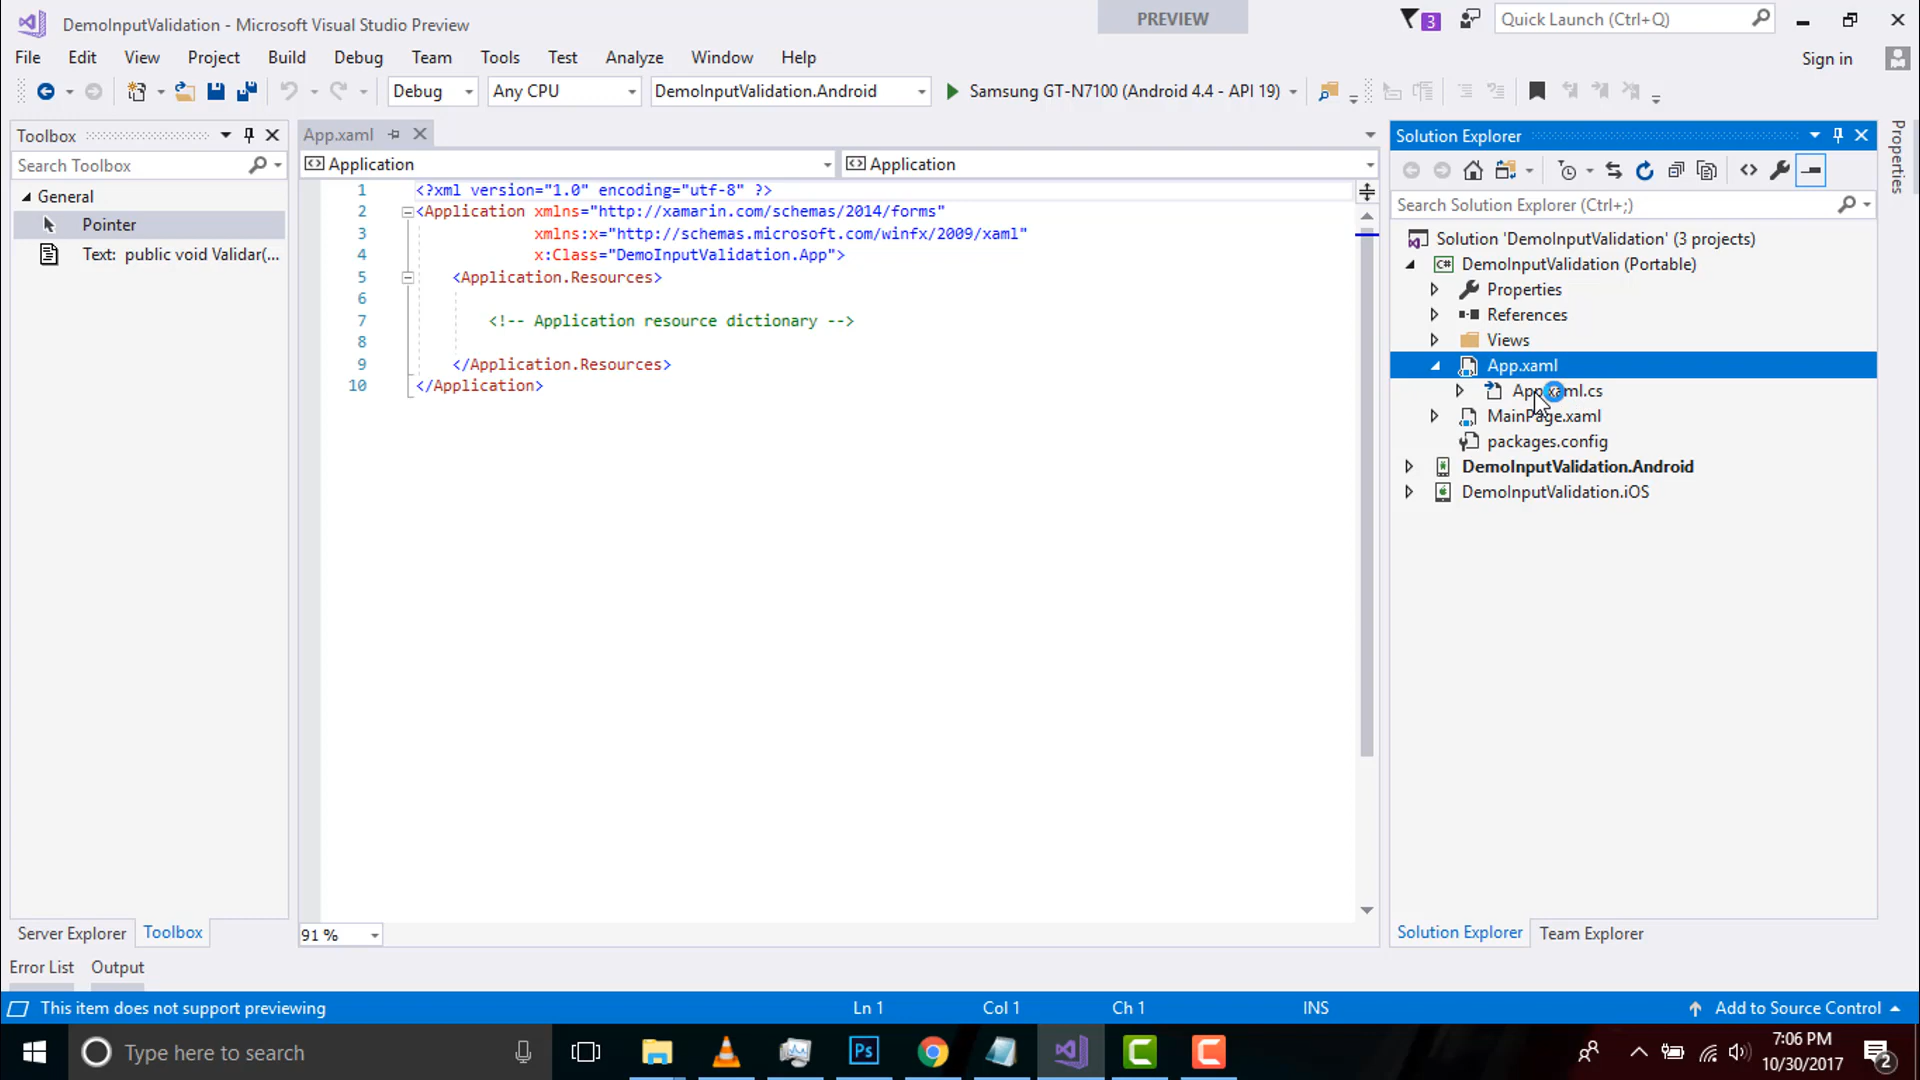 DemoInputValidation - Microsoft Visual Studio Preview
PREVIEW
3
Quick Launch (Ctrl+Q)
File Edit View Project Build Debug Team Tools Test Analyze Window Help
Sign in
Debug Any CPU DemoInputValidation.Android Samsung GT-N7100 (Android 4.4 - API 19)
Toolbox
Search Toolbox
General
Pointer
Text: public void Validar(...
App.xaml
Application Application
1 <?xml version="1.0" encoding="utf-8" ?>
2 <Application xmlns="http://xamarin.com/schemas/2014/forms"
3 xmlns:x="http://schemas.microsoft.com/winfx/2009/xaml"
4 x:Class="DemoInputValidation.App">
5 <Application.Resources>
6
7 <!-- Application resource dictionary -->
8
9 </Application.Resources>
10 </Application>
91 %
Solution Explorer
Search Solution Explorer (Ctrl+;)
Solution 'DemoInputValidation' (3 projects)
C# DemoInputValidation (Portable)
Properties
References
Views
App.xaml
App.xaml.cs
MainPage.xaml
packages.config
DemoInputValidation.Android
DemoInputValidation.iOS
Properties
Server Explorer Toolbox
Solution Explorer Team Explorer
Error List Output
This item does not support previewing Ln 1 Col 1 Ch 1 INS Add to Source Control
Type here to search
Ps
7:06 PM
10/30/2017
2